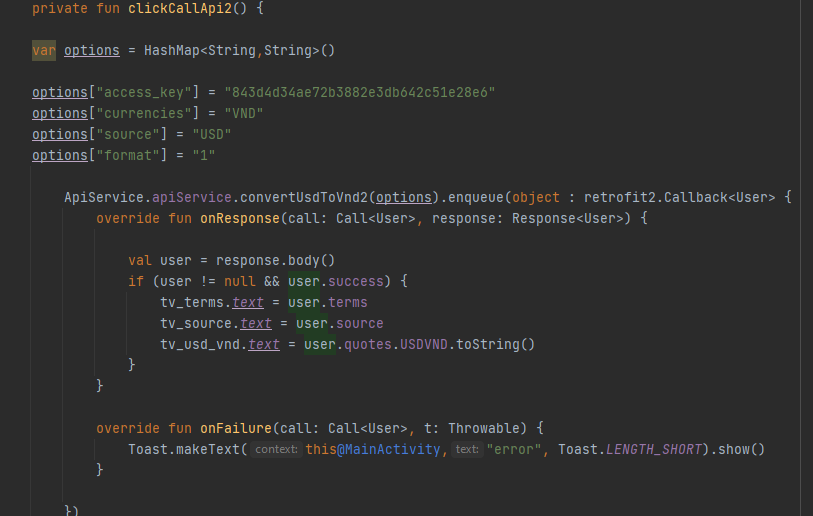 private fun clickCallApi2() {
var options = HashMap<String,String>()
options["access_key"] = "843d4d34ae72b3882e3db642c51e28e6"
options["currencies"] = "VND"
options["source"] = "USD"
options["format"] = "1"
ApiService.apiService.convertUsdToVnd2(options).enqueue(object : retrofit2.Callback<User> {
override fun onResponse(call: Call<User>, response: Response<User>) {
val user = response.body()
if (user != null && user.success) {
tv_terms.text = user.terms
tv_source.text = user.source
tv_usd_vnd.text = user.quotes.USDVND.toString()
}
}
override fun onFailure(call: Call<User>, t: Throwable) {
Toast.makeText( context: this@MainActivity, text: "error", Toast.LENGTH_SHORT).show()
}
})